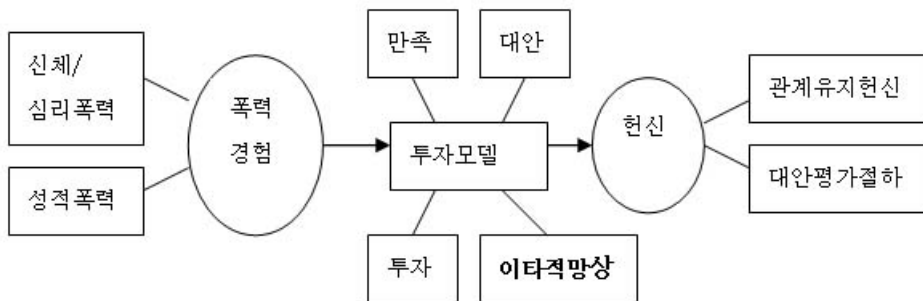 신체/
심리폭력
성적폭력
폭력
경험
만족
대안
투자모델
투자
이타적망상
헌신
관계유지헌신
대안평가절하